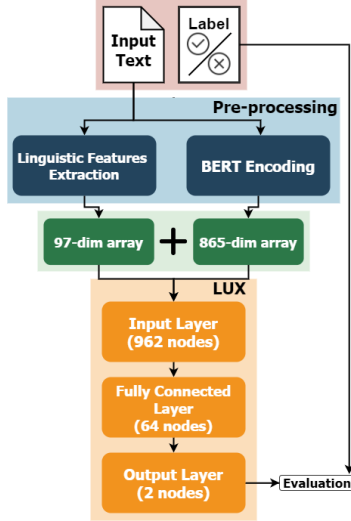 Input
Text
Label
Pre-processing
Linguistic Features
Extraction
BERT Encoding
97-dim array
+
865-dim array
LUX
Input Layer
(962 nodes)
Fully Connected
Layer
(64 nodes)
Output Layer
(2 nodes)
Evaluation